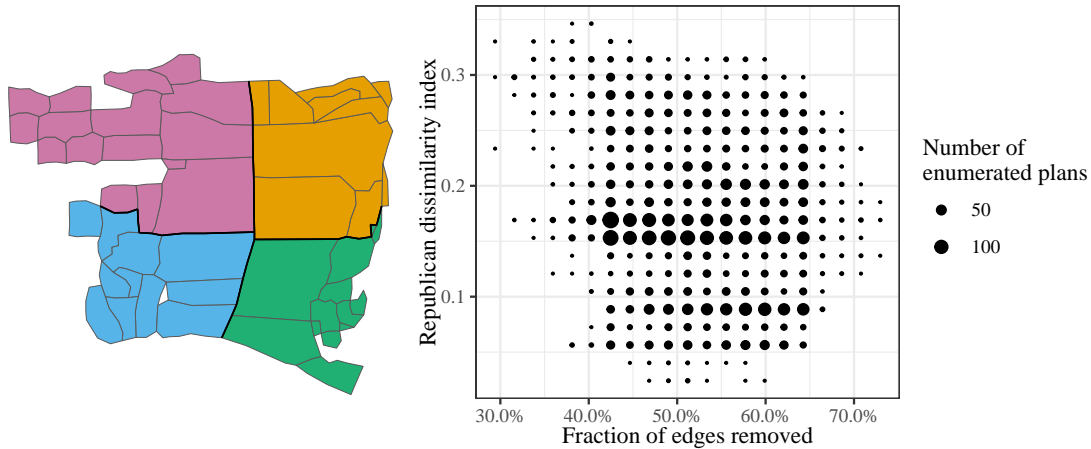 Republican dissimilarity index
0.3
0.2
0.1
30.0%
40.0%
50.0%
60.0%
70.0%
Fraction of edges removed
Number of
enumerated plans
50
100